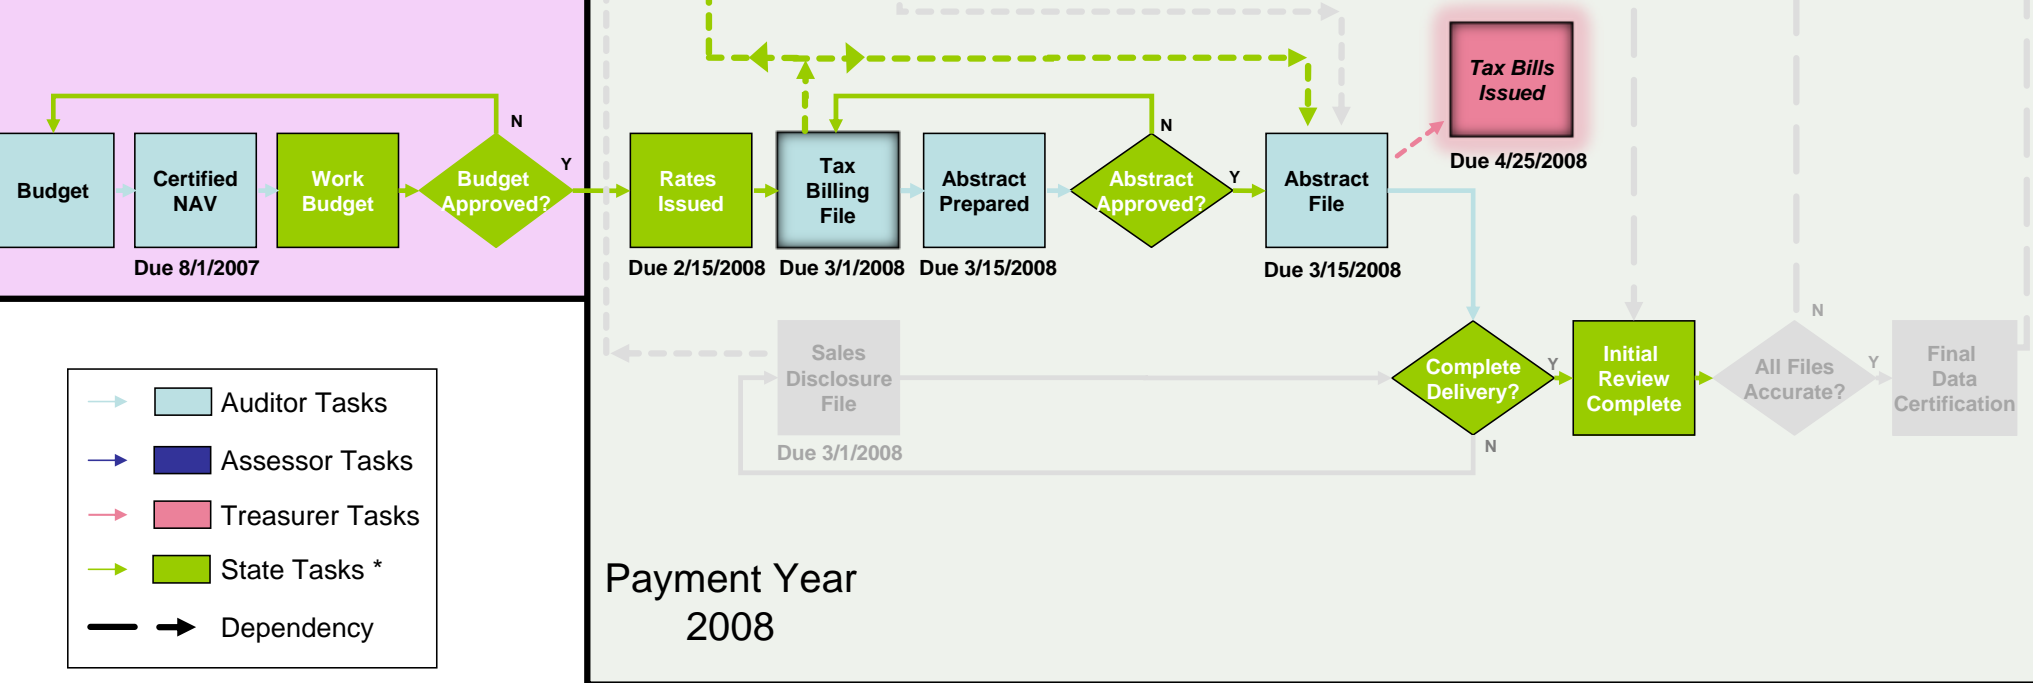 Tax Bills
Issued
Due 4/25/2008
N
Y
N
Y
Budget
Certified
NAV
Work
Budget
Budget
Approved?
Rates
Issued
Tax
Billing
File
Abstract
Prepared
Abstract
Approved?
Abstract
File
Due 8/1/2007
Due 2/15/2008
Due 3/1/2008
Due 3/15/2008
Due 3/15/2008
Sales
Disclosure
File
Due 3/1/2008
Complete
Delivery?
Y
N
Initial
Review
Complete
All Files
Accurate?
N
Y
Final
Data
Certification
Auditor Tasks
Assessor Tasks
Treasurer Tasks
State Tasks *
Dependency
Payment Year
2008